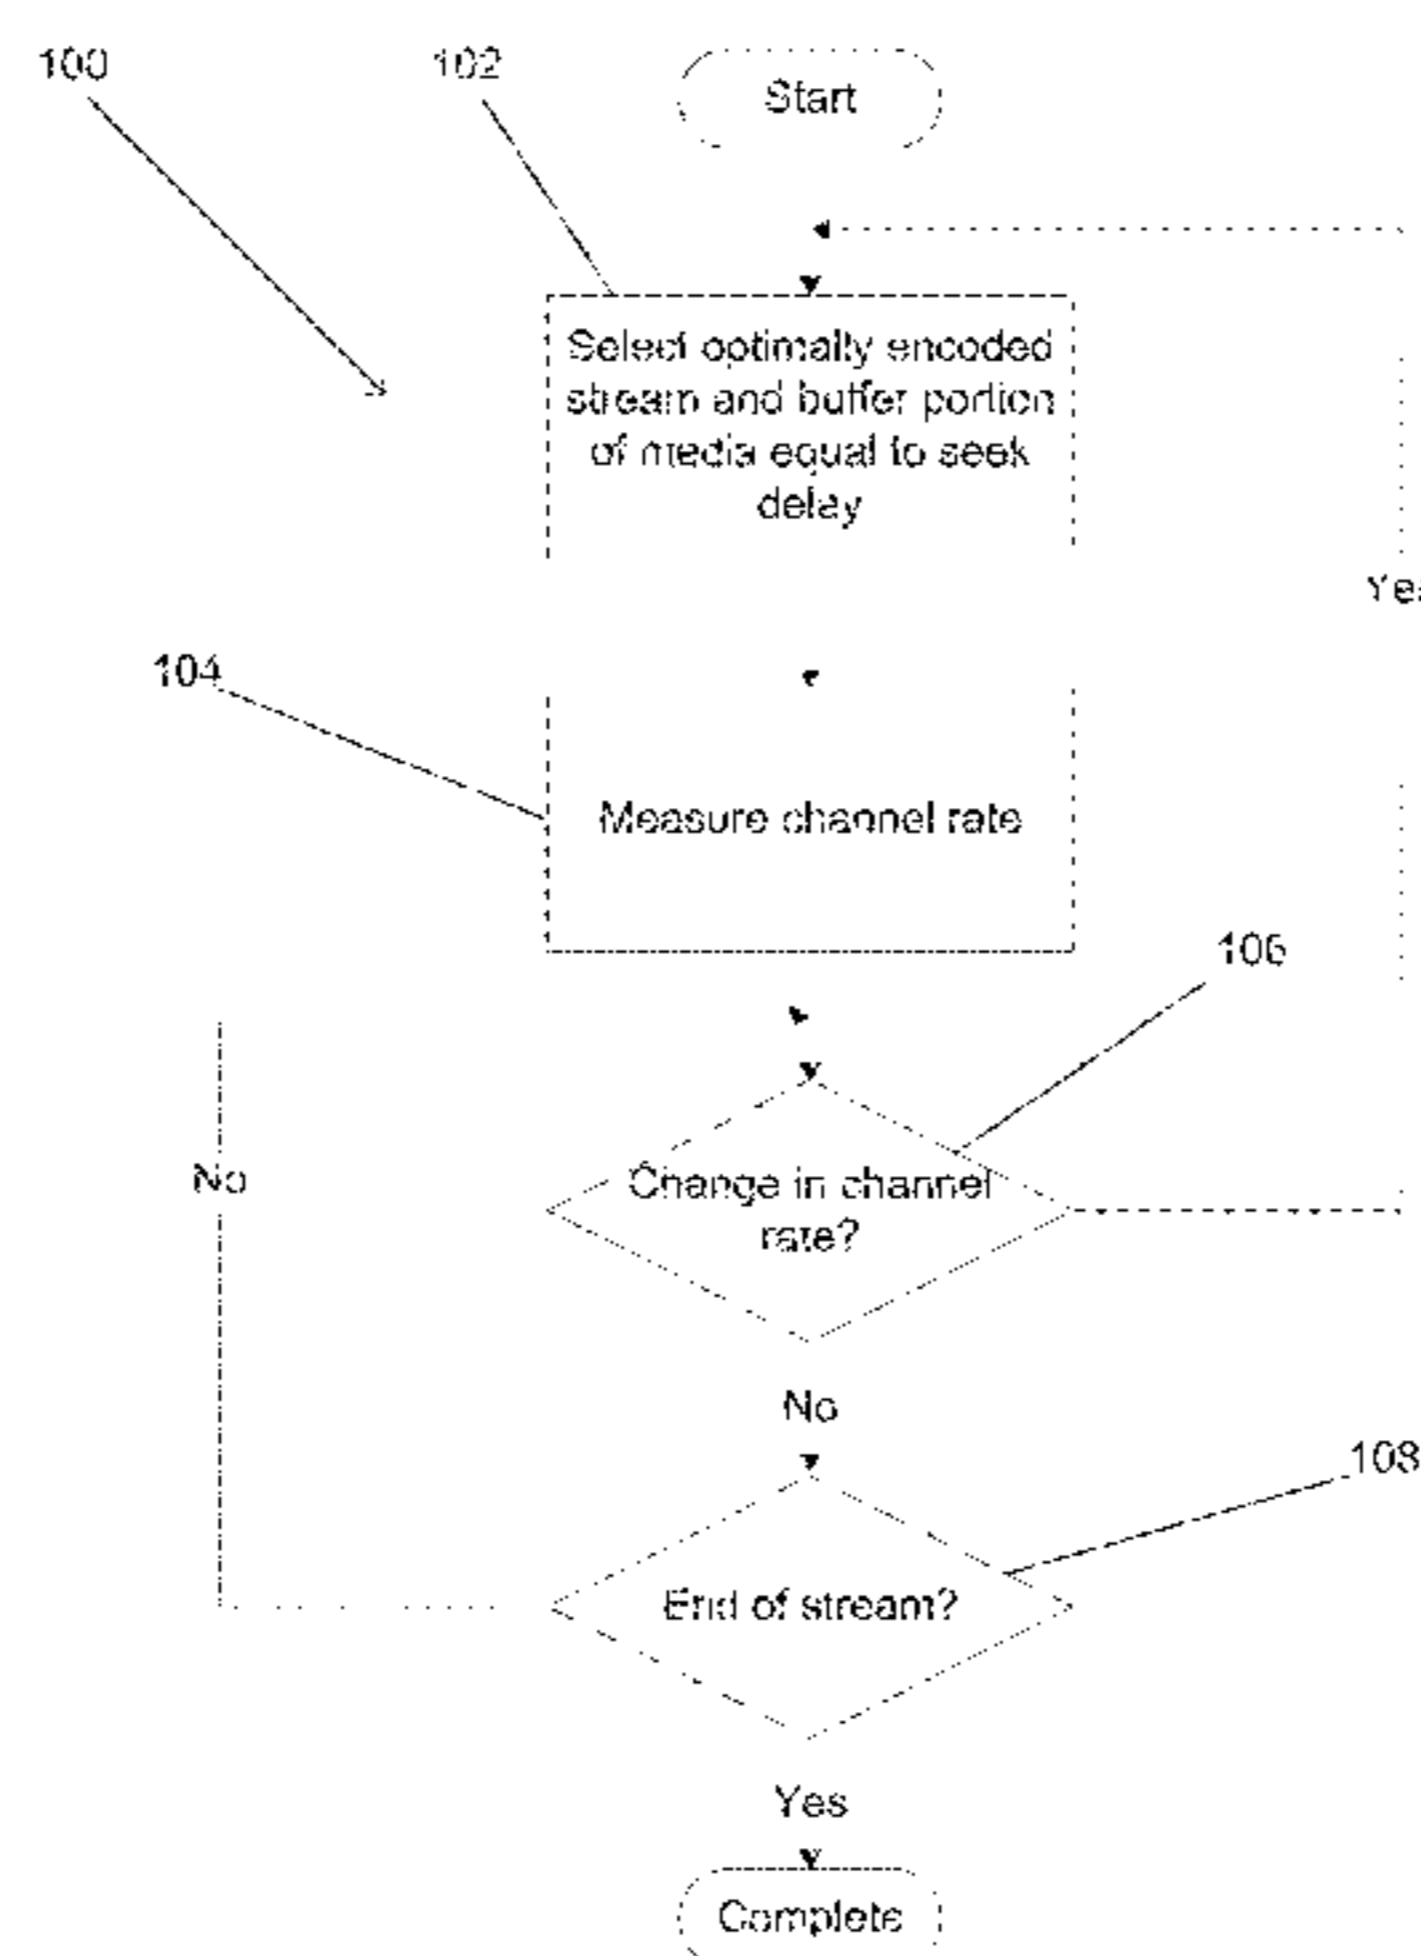 100
102
Start
Select optimally encoded
stream and buffer portion
of media equal to seek
delay
104
Measure channel rate
106
No
Change in channel
rate?
No
108
End of stream?
Yes
Complete